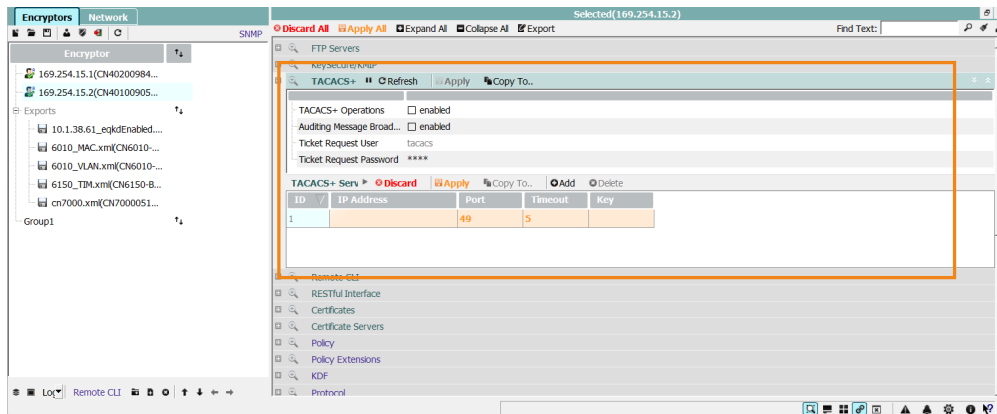 Selected(169.254.15.2)
Encryptors Network
SNMP
Discard All Apply All Expand All Collapse All Export Find Text:
Encryptor
169.254.15.1(CN40200984...
169.254.15.2(CN40100905...
Exports
10.1.38.61_eqkdEnabled....
6010_MAC.xml(CN6010-...
6010_VLAN.xml(CN6010-...
6150_TIM.xml(CN6150-B...
cn7000.xml(CN7000051...
Group1
FTP Servers
KeySecure/KMIP
TACACS+ Refresh Apply Copy To..
TACACS+ Operations enabled
Auditing Message Broad... enabled
Ticket Request User tacacs
Ticket Request Password ****
TACACS+ Serv Discard Apply Copy To.. Add Delete
ID IP Address Port Timeout Key
1 49 5
Remote CLI
RESTful Interface
Certificates
Certificate Servers
Policy
Policy Extensions
KDF
Protocol
Log Remote CLI